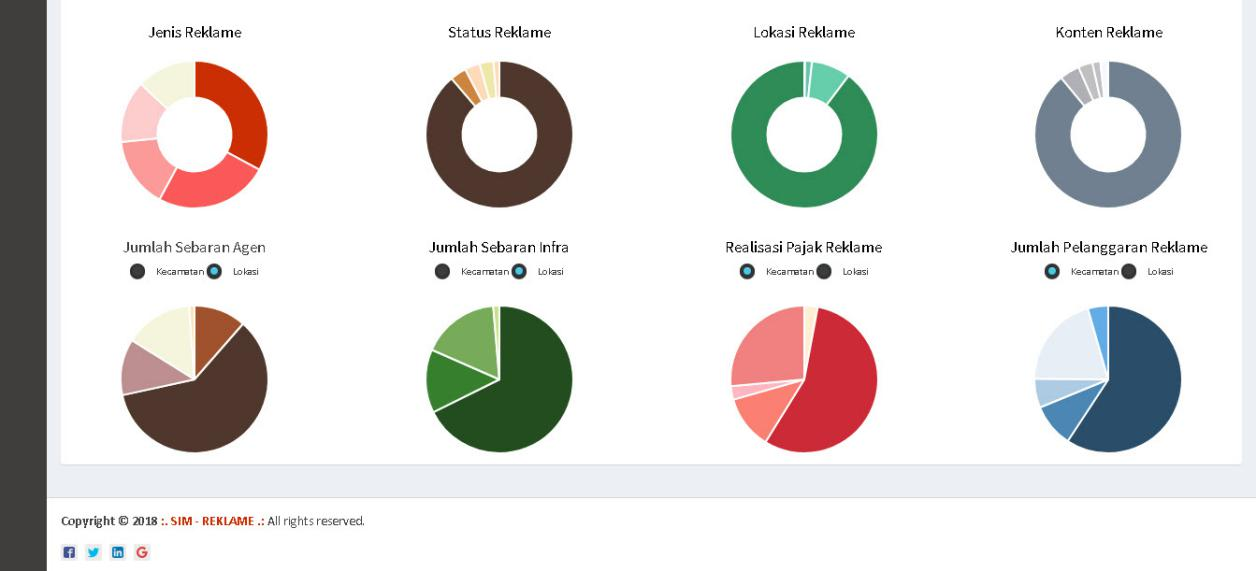 Jenis Reklame
Status Reklame
Lokasi Reklame
Konten Reklame
Jumlah Sebaran Agen
Kecamatan Lokasi
Jumlah Sebaran Infra
Kecamatan Lokasi
Realisasi Pajak Reklame
Kecamatan Lokasi
Jumlah Pelanggaran Reklame
Kecamatan Lokasi
Copyright © 2018 :. SIM - REKLAME .: All rights reserved.